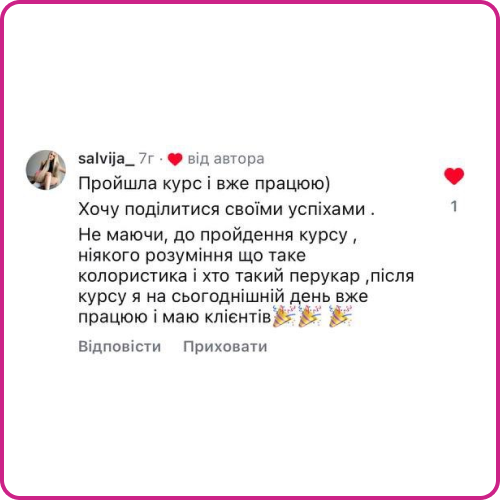 salvija_ 7г · ❤ від автора
Пройшла курс і вже працюю)
Хочу поділитися своїми успіхами .
1
Не маючи, до пройдення курсу ,
ніякого розуміння що таке
колористика і хто такий перукар ,після
курсу я на сьогоднішній день вже
працюю і маю клієнтів🎉🎉 🎉
Відповісти Приховати